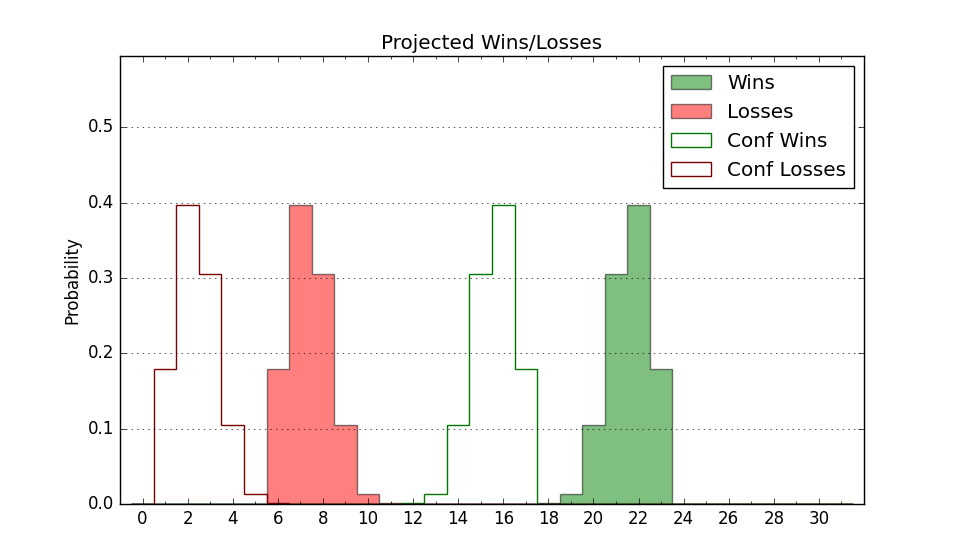 Projected Wins/Losses
Wins
Losses
Conf Wins
Conf Losses
Probability
0.5
0.4
0.3
0.2
0.1
0.0
0 2 4 6 8 10 12 14 16 18 20 22 24 26 28 30